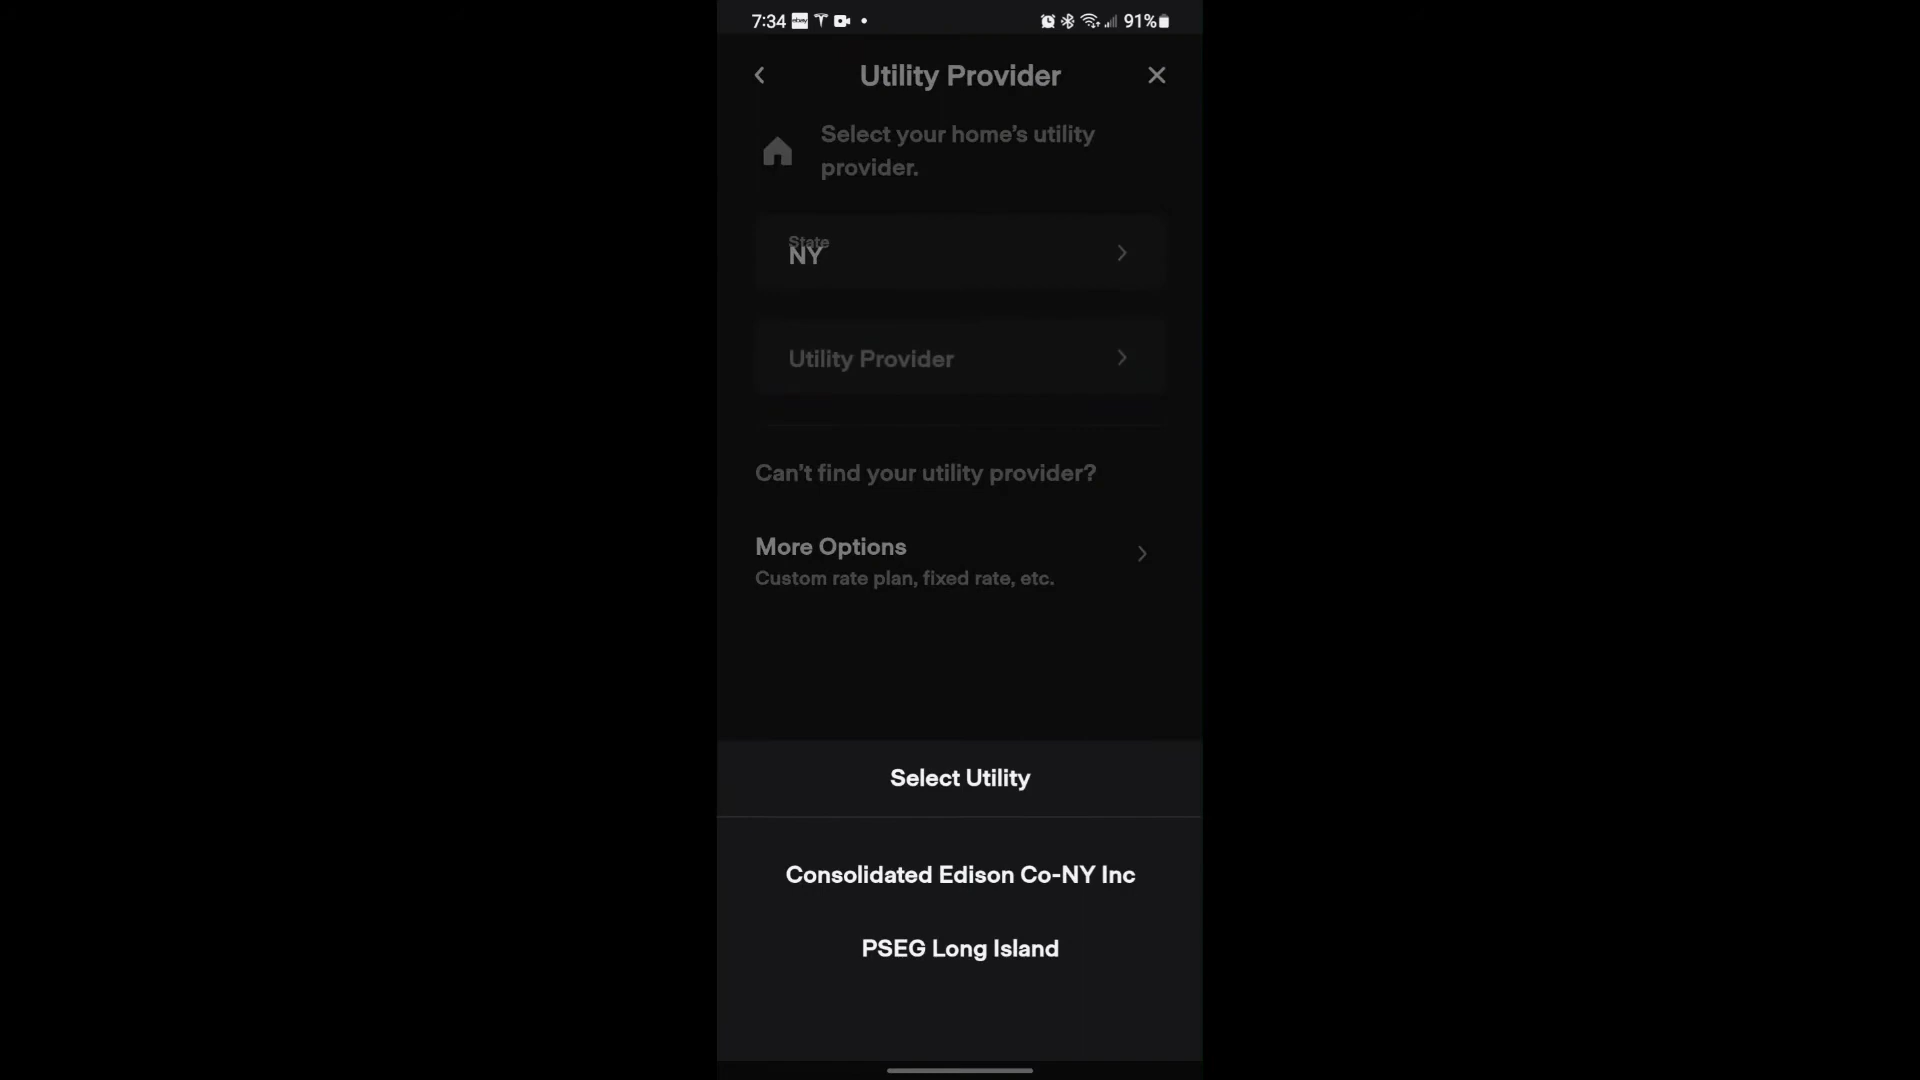 7:34 ebay 91%
Utility Provider
Select your home's utility
provider.
State
NY
Utility Provider
Can't find your utility provider?
More Options
Custom rate plan, fixed rate, etc.
Select Utility
Consolidated Edison Co-NY Inc
PSEG Long Island